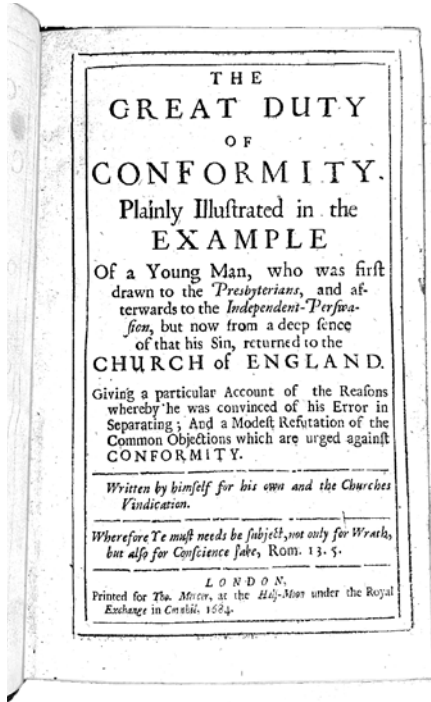 THE
GREAT DUTY
OF
CONFORMITY.
Plainly Illuſtrated in the
EXAMPLE
Of a Young Man, who was firſt
drawn to the Presbyterians, and af-
terwards to the Independent-Perſwa-
ſion, but now from a deep ſence
of that his Sin, returned to the
CHURCH of ENGLAND.
Giving a particular Account of the Reaſons
whereby he was convinced of his Error in
Separating; And a Modeſt Refutation of the
Common Objections which are urged againſt
CONFORMITY.
Written by himſelf for his own and the Churches
Vindication.
Wherefore Ye muſt needs be ſubject, not only for Wrath,
but alſo for Conſcience ſake, Rom. 13. 5.
LONDON,
Printed for Tho. Mercer, at the Half-Moon under the Royal
Exchange in Cornhil. 1684.